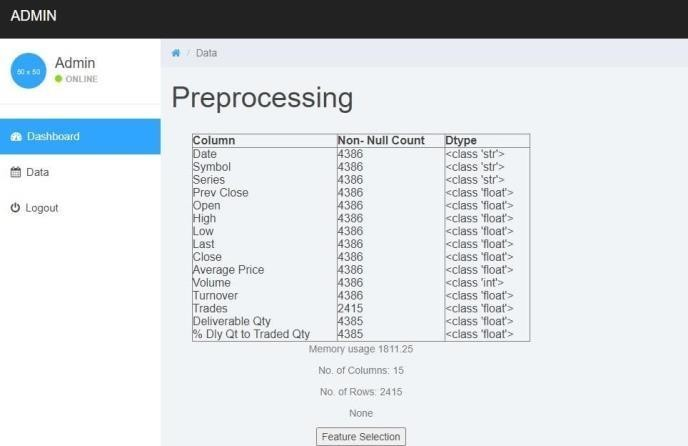 ADMIN
50 x 50
Admin
ONLINE
Dashboard
Data
Logout
/ Data
Preprocessing
Column Non- Null Count Dtype
Date 4386 <class 'str'>
Symbol 4386 <class 'str'>
Series 4386 <class 'str'>
Prev Close 4386 <class 'float'>
Open 4386 <class 'float'>
High 4386 <class 'float'>
Low 4386 <class 'float'>
Last 4386 <class 'float'>
Close 4386 <class 'float'>
Average Price 4386 <class 'float'>
Volume 4386 <class 'int'>
Turnover 4386 <class 'float'>
Trades 2415 <class 'float'>
Deliverable Qty 4385 <class 'float'>
% Dly Qt to Traded Qty 4385 <class 'float'>
Memory usage 1811.25
No. of Columns: 15
No. of Rows: 2415
None
Feature Selection